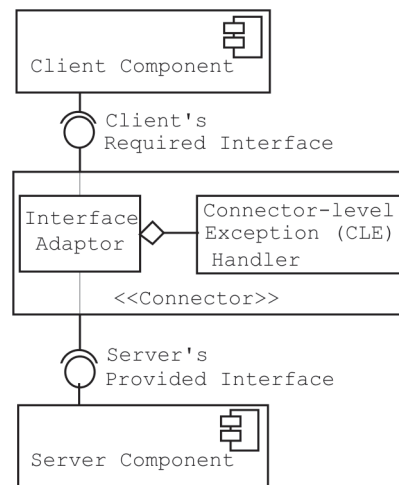 Client Component
Client's
Required Interface
Interface
Adaptor
Connector-level
Exception (CLE)
Handler
<<Connector>>
Server's
Provided Interface
Server Component